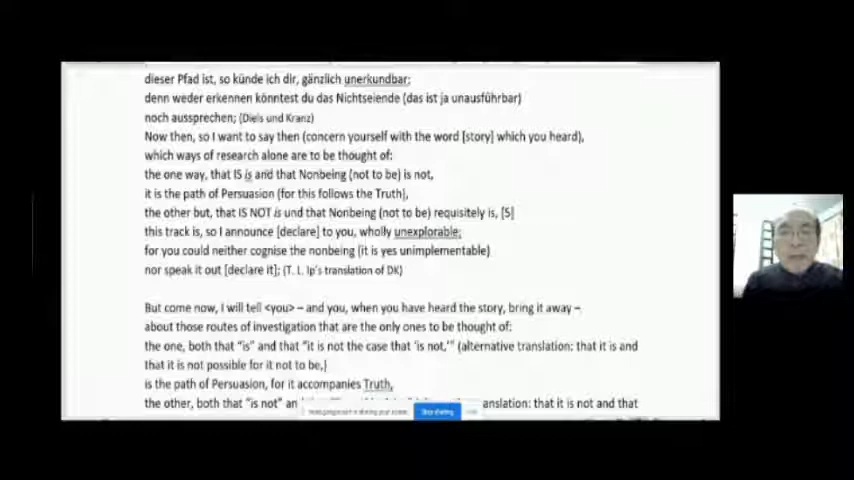 dieser Pfad ist, so künde ich dir, gänzlich unerkundbar;
denn weder erkennen könntest du das Nichtseiende (das ist ja unausführbar)
noch aussprechen; (Diels und Kranz)
Now then, so I want to say then (concern yourself with the word [story] which you heard),
which ways of research alone are to be thought of:
the one way, that IS is and that Nonbeing (not to be) is not,
it is the path of Persuasion (for this follows the Truth),
the other but, that IS NOT is und that Nonbeing (not to be) requisitely is, [5]
this track is, so I announce [declare] to you, wholly unexplorable;
for you could neither cognise the nonbeing (it is yes unimplementable)
nor speak it out [declare it]; (T. L. Ip's translation of DK)
But come now, I will tell <you> – and you, when you have heard the story, bring it away –
about those routes of investigation that are the only ones to be thought of:
the one, both that “is” and that “it is not the case that ‘is not,’” (alternative translation: that it is and
that it is not possible for it not to be,)
is the path of Persuasion, for it accompanies Truth,
the other, both that “is not” an
anslation: that it is not and that
is sharing your screen.
Stop sharing